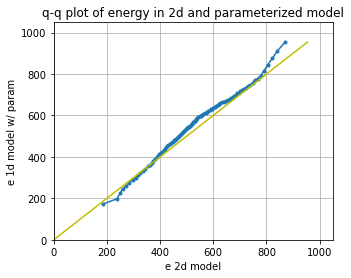 q-q plot of energy in 2d and parameterized model
1000
800
600
400
200
0
e 1d model w/ param
0 200 400 600 800 1000
e 2d model